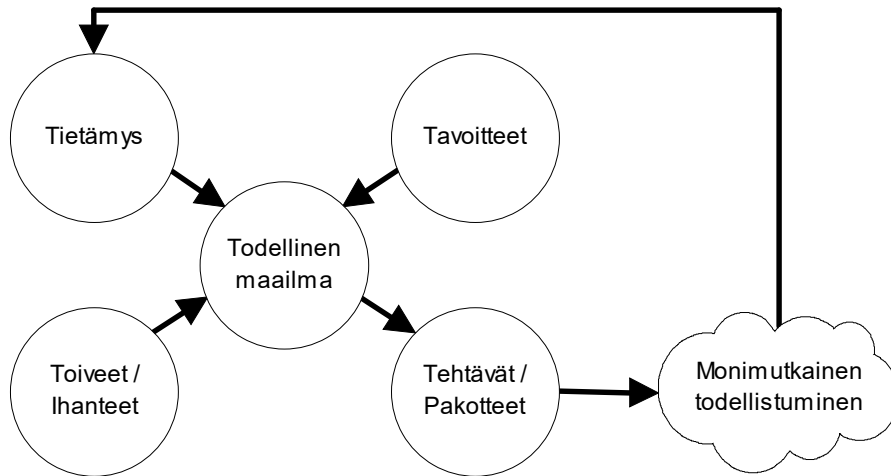 Tietämys
Tavoitteet
Todellinen
maailma
Toiveet /
Ihanteet
Tehtävät /
Pakotteet
Monimutkainen
todellistuminen